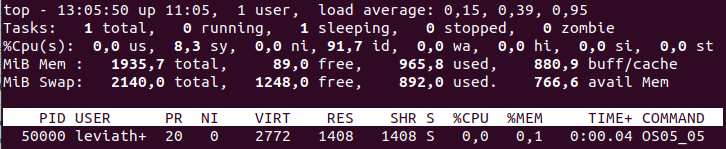 top - 13:05:50 up 11:05,  1 user,  load average: 0,15, 0,39, 0,95
Tasks:   1 total,   0 running,   1 sleeping,   0 stopped,   0 zombie
%Cpu(s):  0,0 us,  8,3 sy,  0,0 ni, 91,7 id,  0,0 wa,  0,0 hi,  0,0 si,  0,0 st
MiB Mem :   1935,7 total,     89,0 free,    965,8 used,    880,9 buff/cache
MiB Swap:   2140,0 total,   1248,0 free,    892,0 used.    766,6 avail Mem
PID USER      PR  NI    VIRT    RES    SHR S  %CPU  %MEM     TIME+ COMMAND
50000 leviath+  20   0    2772   1408   1408 S   0,0   0,1   0:00.04 OS05_05